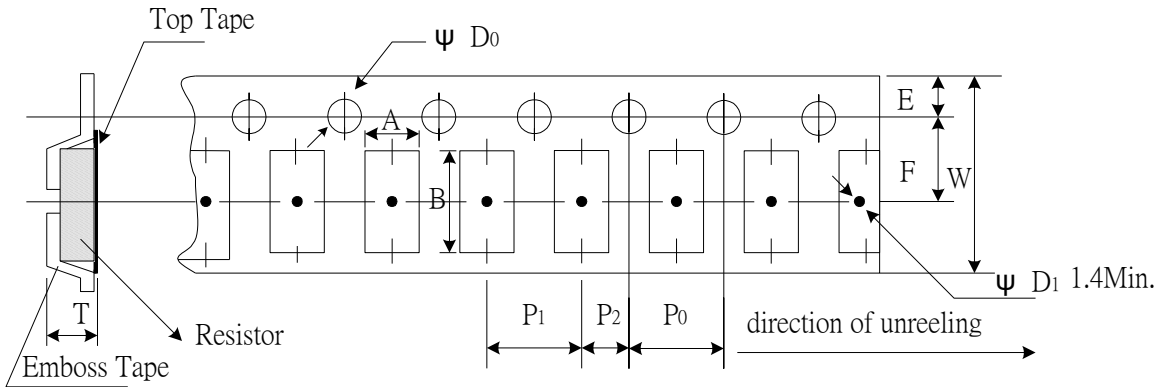 Top Tape
Ψ D0
E
A
F
W
B
Ψ D1 1.4Min.
T
P1
P2
P0
Resistor
direction of unreeling
Emboss Tape